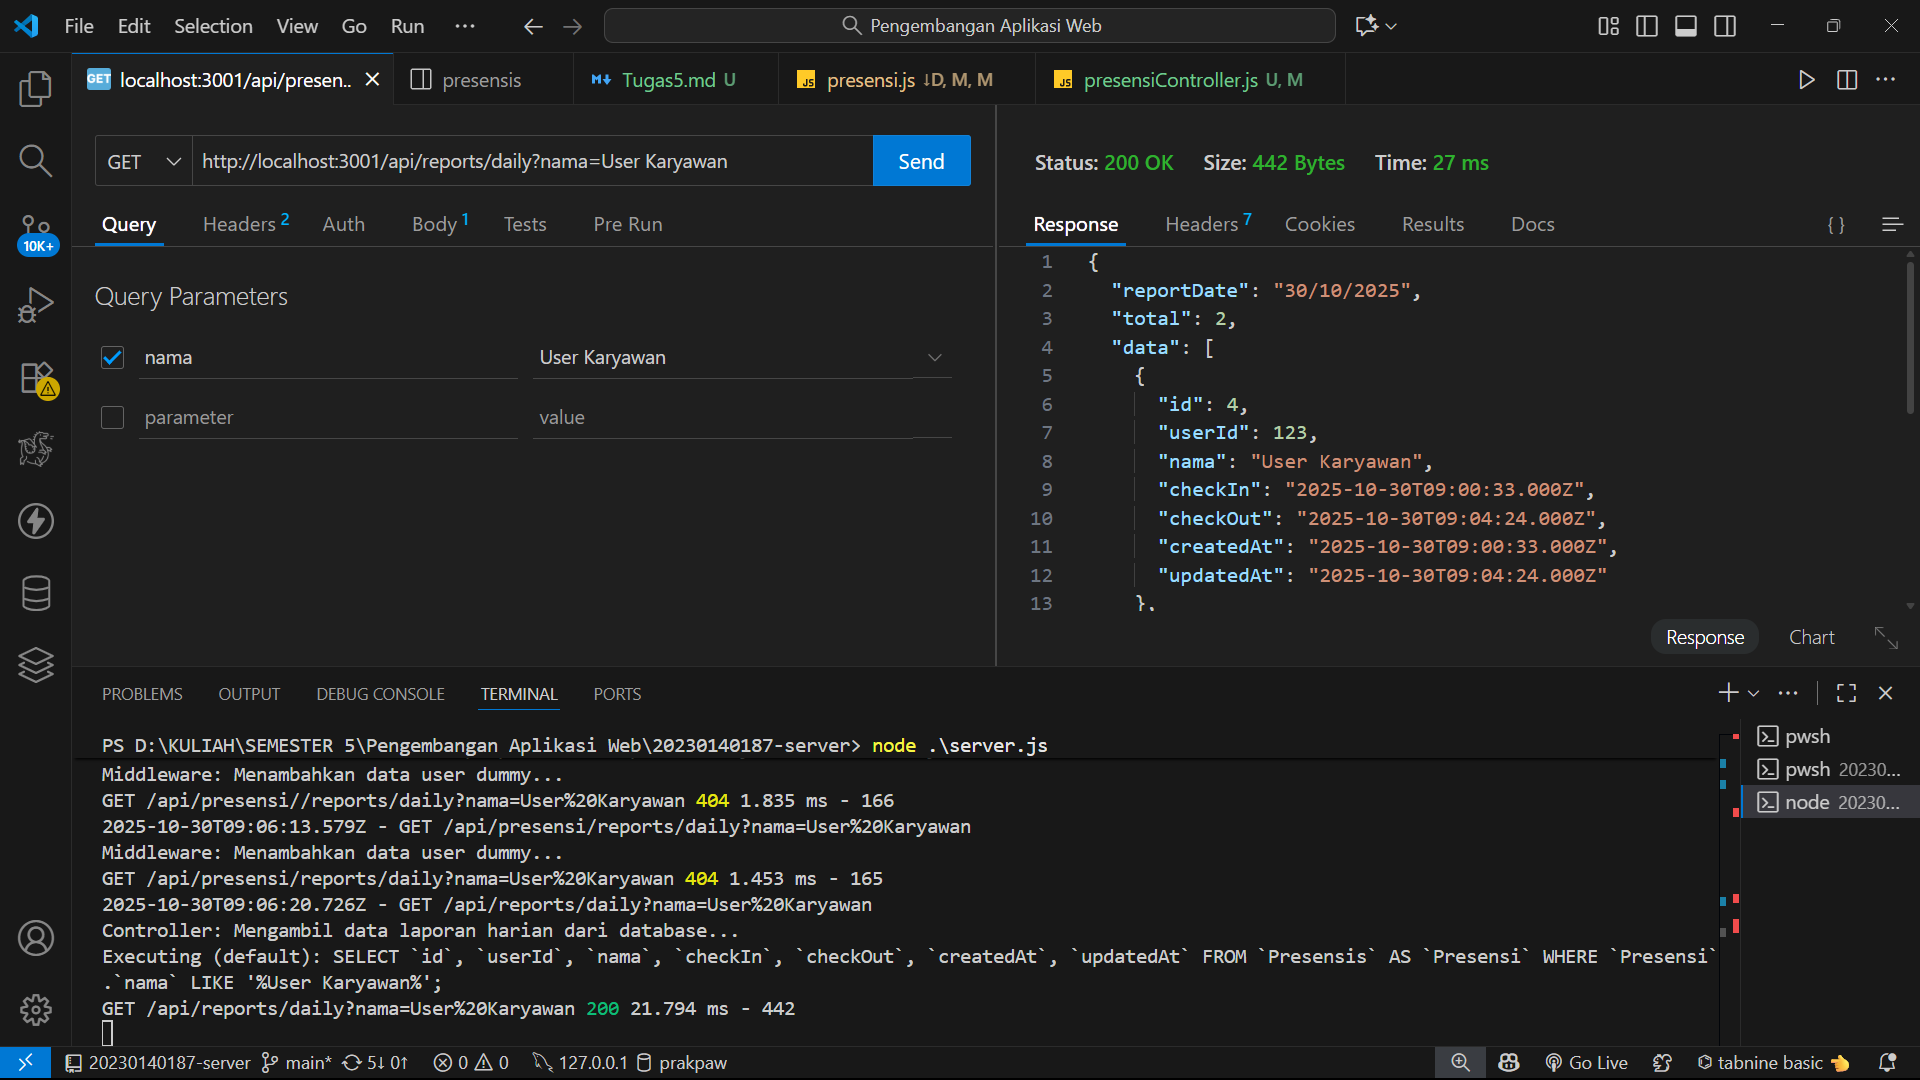 File Edit Selection View Go Run ··· Pengembangan Aplikasi Web
GET localhost:3001/api/presen.. presensis Tugas5.md U JS presensi.js ↓D, M, M JS presensiController.js U, M
GET http://localhost:3001/api/reports/daily?nama=User Karyawan Send
Query Headers 2 Auth Body 1 Tests Pre Run
Query Parameters
nama User Karyawan
parameter value
Status: 200 OK Size: 442 Bytes Time: 27 ms
Response Headers 7 Cookies Results Docs { }
1 {
2 "reportDate": "30/10/2025",
3 "total": 2,
4 "data": [
5 {
6 "id": 4,
7 "userId": 123,
8 "nama": "User Karyawan",
9 "checkIn": "2025-10-30T09:00:33.000Z",
10 "checkOut": "2025-10-30T09:04:24.000Z",
11 "createdAt": "2025-10-30T09:00:33.000Z",
12 "updatedAt": "2025-10-30T09:04:24.000Z"
13 },
Response Chart
10K+
PROBLEMS OUTPUT DEBUG CONSOLE TERMINAL PORTS
PS D:\KULIAH\SEMESTER 5\Pengembangan Aplikasi Web\20230140187-server> node .\server.js
Middleware: Menambahkan data user dummy...
GET /api/presensi//reports/daily?nama=User%20Karyawan 404 1.835 ms - 166
2025-10-30T09:06:13.579Z - GET /api/presensi/reports/daily?nama=User%20Karyawan
Middleware: Menambahkan data user dummy...
GET /api/presensi/reports/daily?nama=User%20Karyawan 404 1.453 ms - 165
2025-10-30T09:06:20.726Z - GET /api/reports/daily?nama=User%20Karyawan
Controller: Mengambil data laporan harian dari database...
Executing (default): SELECT `id`, `userId`, `nama`, `checkIn`, `checkOut`, `createdAt`, `updatedAt` FROM `Presensis` AS `Presensi` WHERE `Presensi`
.`nama` LIKE '%User Karyawan%';
GET /api/reports/daily?nama=User%20Karyawan 200 21.794 ms - 442
pwsh
pwsh 20230...
node 20230...
20230140187-server main* 5↓ 0↑ 0 0 127.0.0.1 prakpaw Go Live tabnine basic